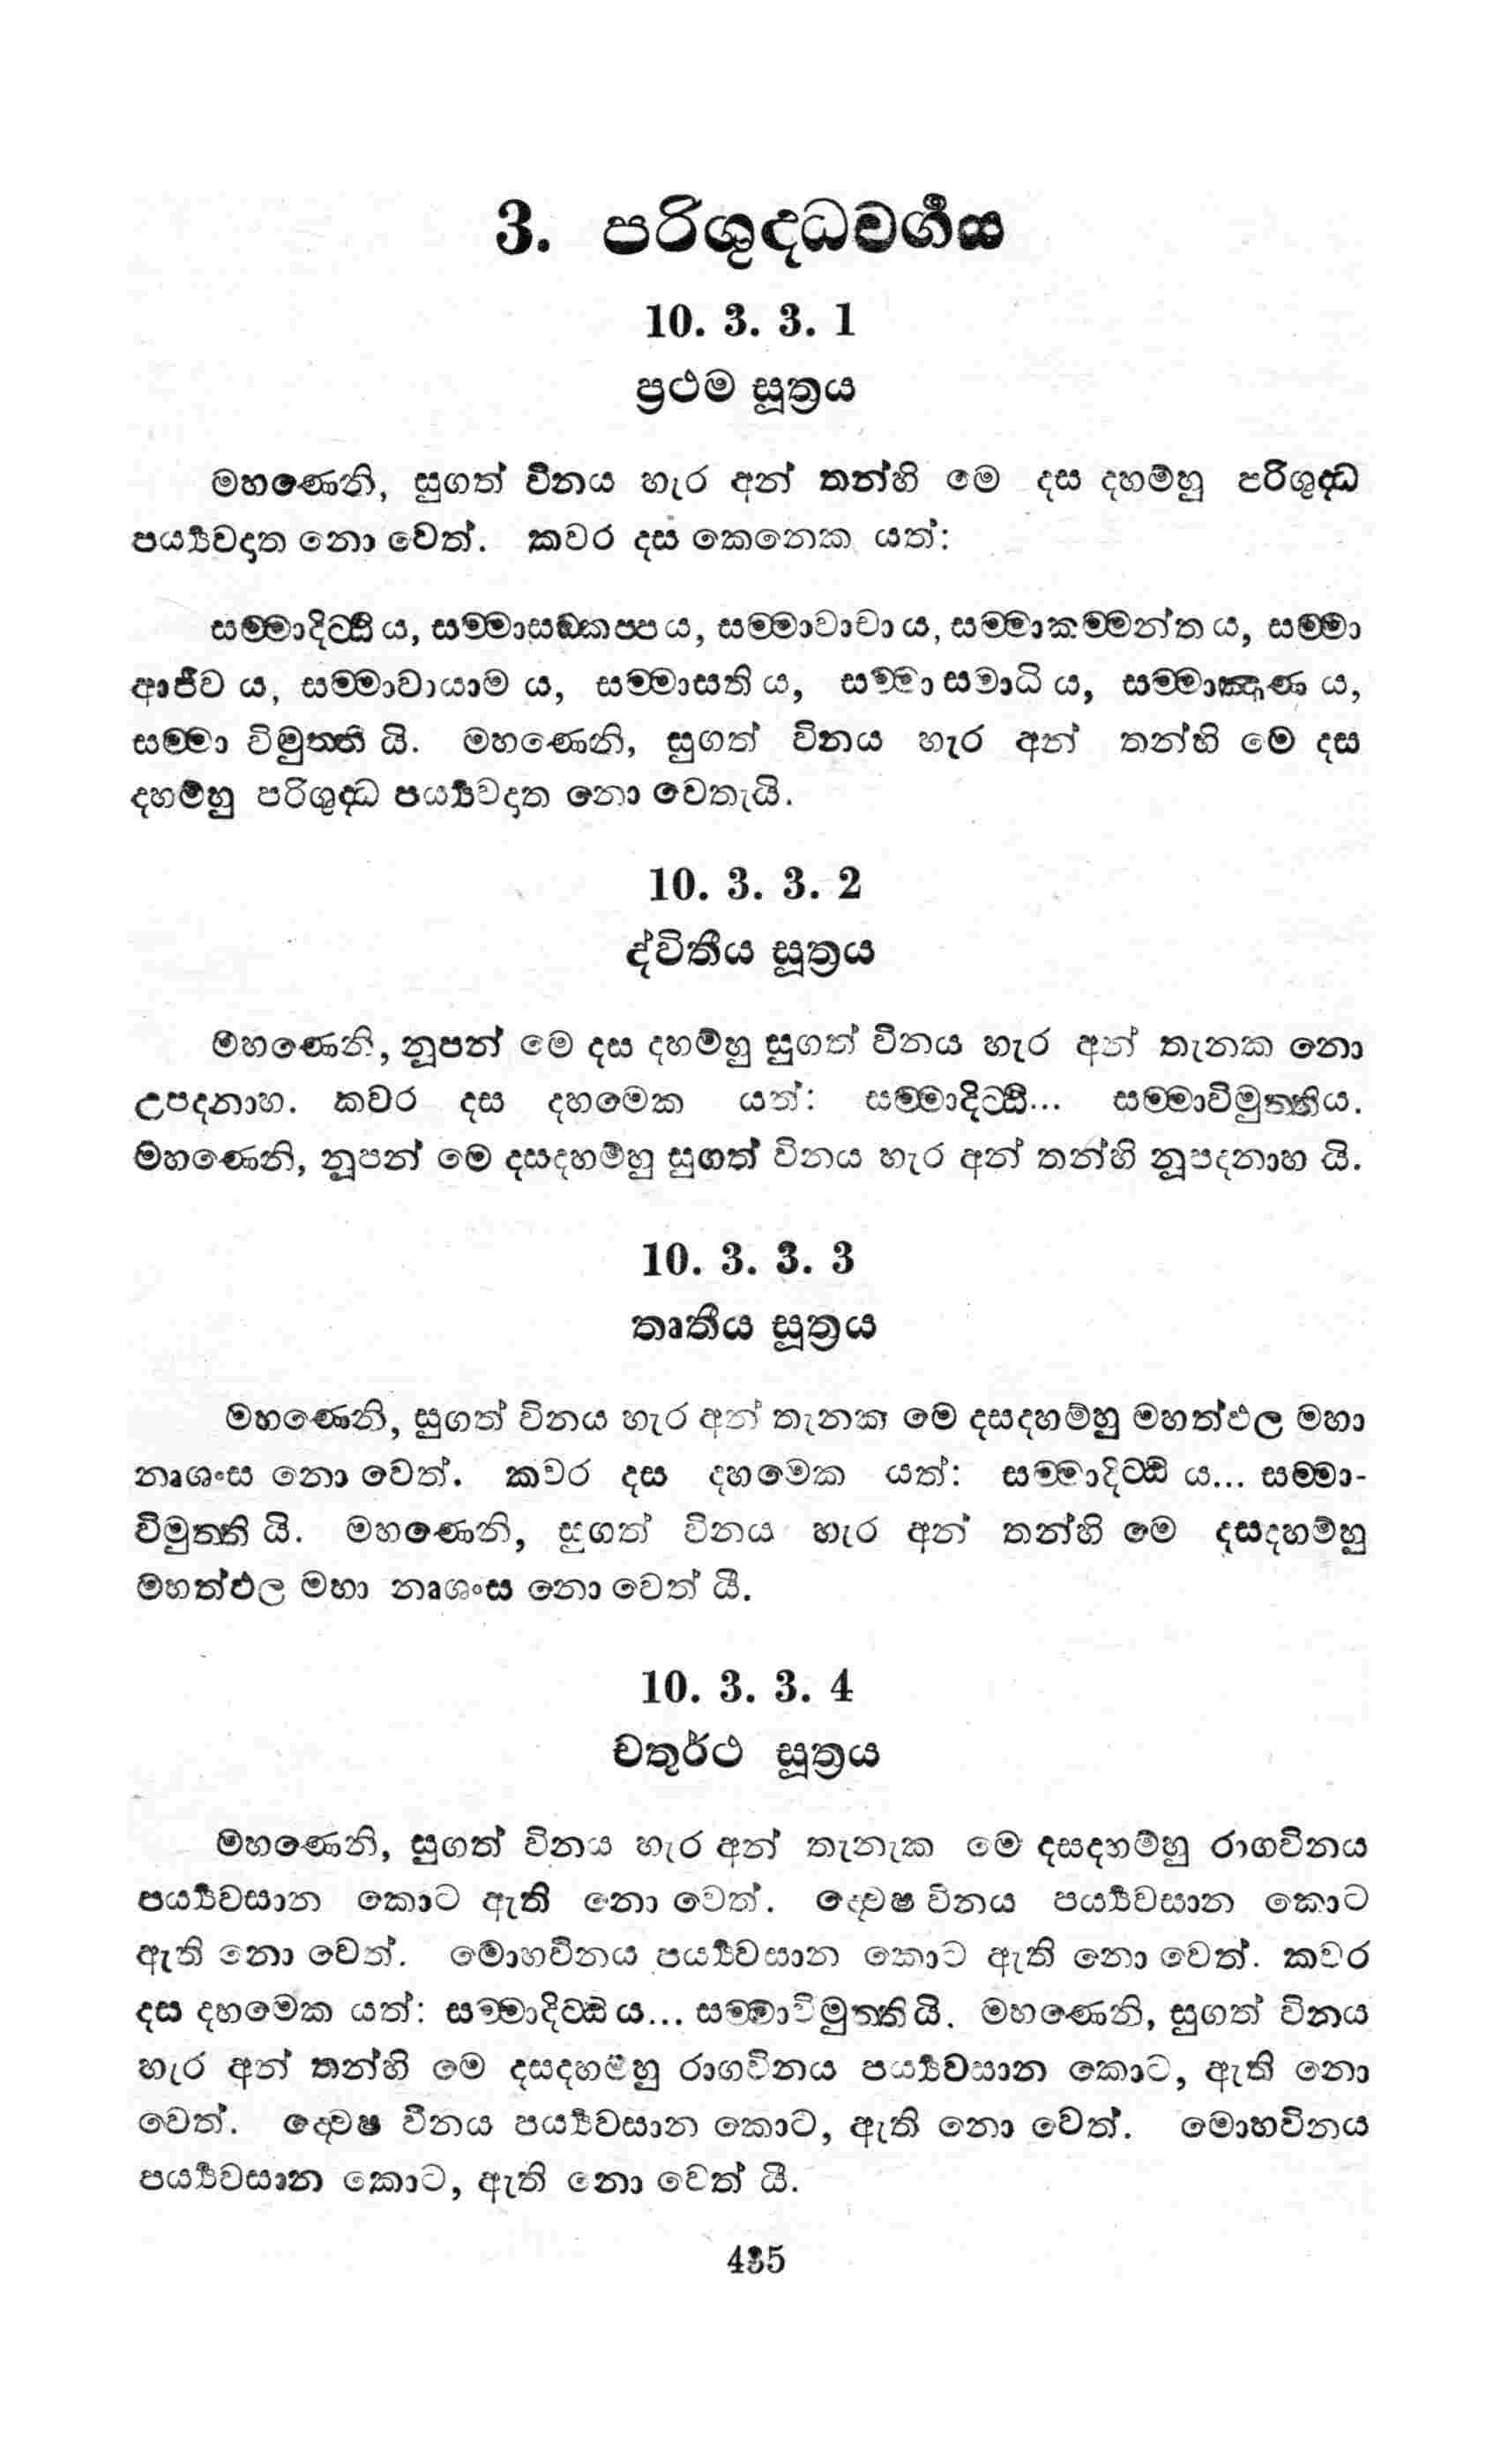 3. පරිශුද්ධවර්‍ගය
10. 3. 3. 1
ප්‍රථම සූත්‍රය
මහණෙනි, සුගත් විනය හැර අන් තන්හි මේ දස දහම්හු පරිශුද්ධ
පර්‍ය්‍යවදත නො වෙත්. කවර දස කෙනෙක යත්:
සම්මාදිට්ඨි ය, සම්මාසඞ්කප්ප ය, සම්මාවාචා ය, සම්මාකම්මන්ත ය, සම්මා
ආජීව ය, සම්මාවායාම ය, සම්මාසති ය, සම්මා සමාධි ය, සම්මාඤාණ ය,
සම්මා විමුත්ති යි. මහණෙනි, සුගත් විනය හැර අන් තන්හි මේ දස
දහම්හු පරිශුද්ධ පර්‍ය්‍යවදත නො වෙතැයි.
10. 3. 3. 2
ද්විතීය සූත්‍රය
මහණෙනි, නූපන් මේ දස දහම්හු සුගත් විනය හැර අන් තැනක නො
උපදනාහ. කවර දස දහමෙක යත්: සම්මාදිට්ඨි... සම්මාවිමුත්තිය.
මහණෙනි, නූපන් මේ දසදහම්හු සුගත් විනය හැර අන් තන්හි නූපදනාහ යි.
10. 3. 3. 3
තෘතීය සූත්‍රය
මහණෙනි, සුගත් විනය හැර අන් තැනක මේ දසදහම්හු මහත්ඵල මහා
නෘශංස නො වෙත්. කවර දස දහමෙක යත්: සම්මාදිට්ඨි ය... සම්මා-
විමුත්ති යි. මහණෙනි, සුගත් විනය හැර අන් තන්හි මේ දසදහම්හු
මහත්ඵල මහා නෘශංස නො වෙත් යී.
10. 3. 3. 4
චතුර්ථ සූත්‍රය
මහණෙනි, සුගත් විනය හැර අන් තැනැක මේ දසදහම්හු රාගවිනය
පර්‍ය්‍යවසාන කොට ඇති නො වෙත්. ද්වෙෂ විනය පර්‍ය්‍යවසාන කොට
ඇති නො වෙත්. මොහවිනය පර්‍ය්‍යවසාන කොට ඇති නො වෙත්. කවර
දස දහමෙක යත්: සම්මාදිට්ඨි ය... සම්මාවිමුත්තියි. මහණෙනි, සුගත් විනය
හැර අන් තන්හි මේ දසදහම්හු රාගවිනය පර්‍ය්‍යවසාන කොට, ඇති නො
වෙත්. ද්වෙෂ විනය පර්‍ය්‍යවසාන කොට, ඇති නො වෙත්. මොහවිනය
පර්‍ය්‍යවසාන කොට, ඇති නො වෙත් යී.
435